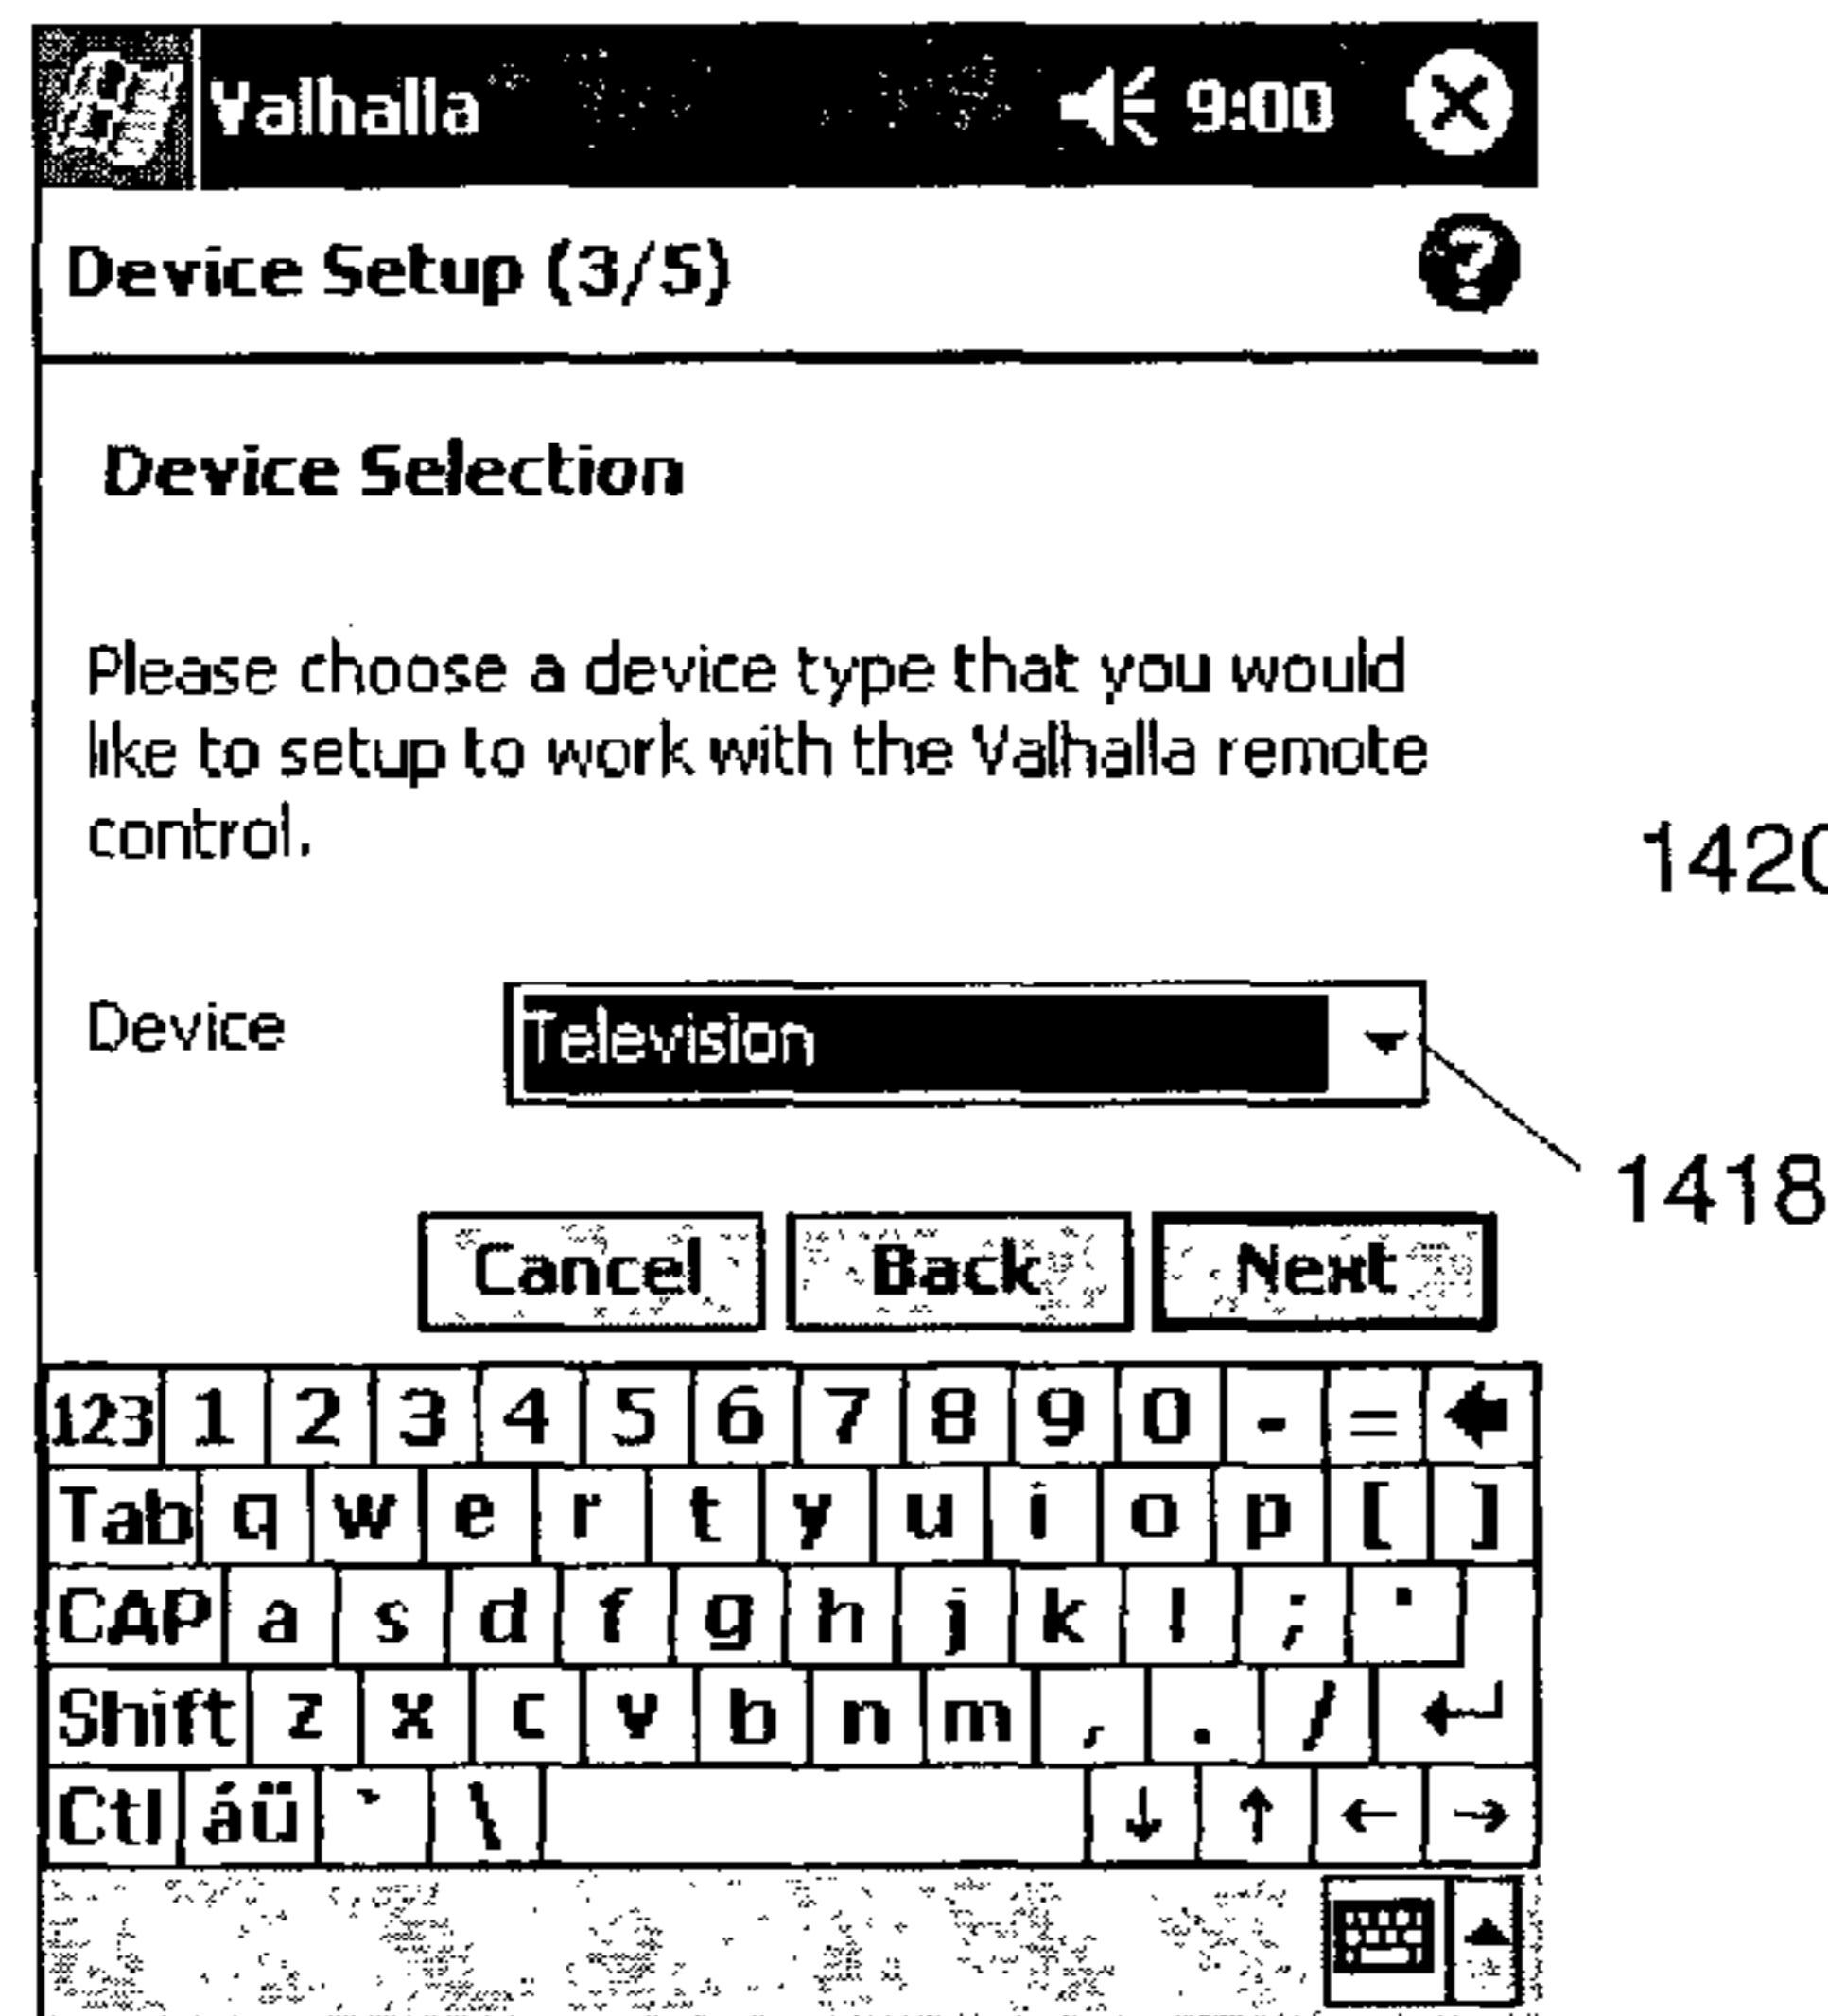 Valhalla 9:00
Device Setup (3/5) ?
Device Selection
Please choose a device type that you would
like to setup to work with the Valhalla remote
control.
1420
Device Television
1418
Cancel Back Next
123 1 2 3 4 5 6 7 8 9 0 - =
Tab q w e r t y u i o p [ ]
CAP a s d f g h j k l ; '
Shift z x c v b n m , . /
Ctl áü ` \ ↓ ↑ ← →